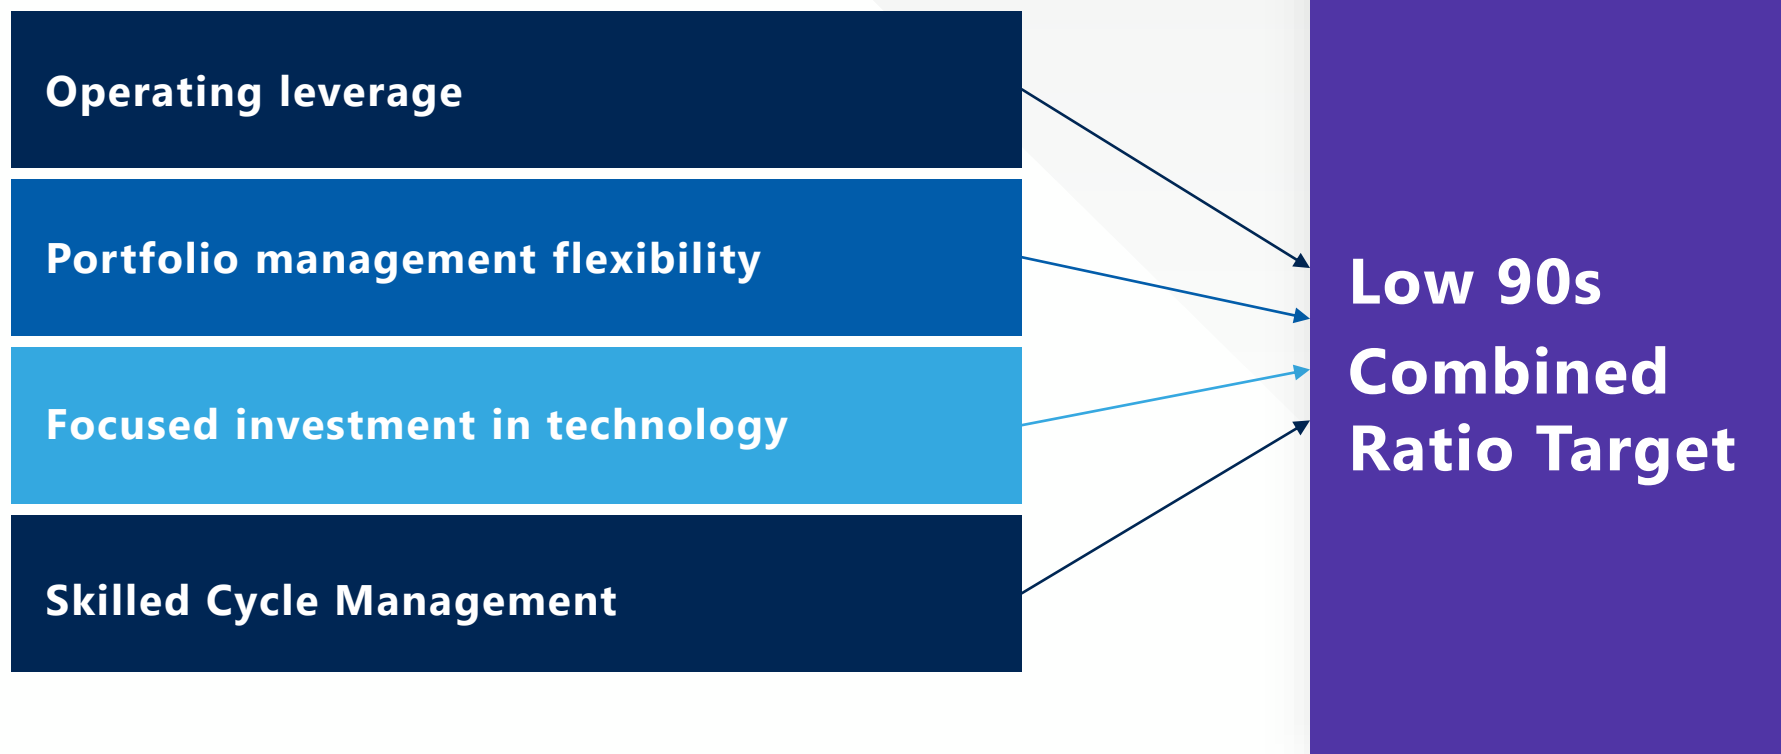 Operating leverage
Portfolio management flexibility
Focused investment in technology
Skilled Cycle Management
Low 90s
Combined
Ratio Target